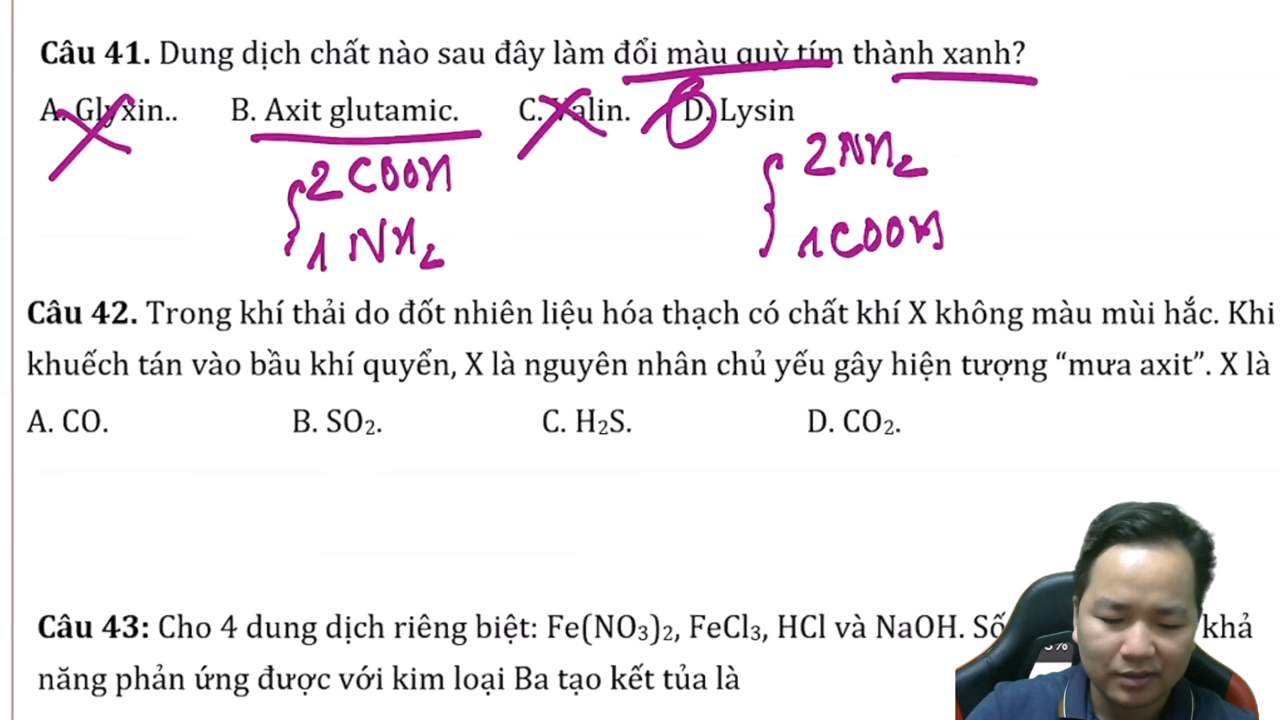 Câu 41. Dung dịch chất nào sau đây làm đổi màu quỳ tím thành xanh?
A. Glyxin.. B. Axit glutamic. C. Valin. D. Lysin
2 COOH 2 NH2
1 NH2 1 COOH
Câu 42. Trong khí thải do đốt nhiên liệu hóa thạch có chất khí X không màu mùi hắc. Khi
khuếch tán vào bầu khí quyển, X là nguyên nhân chủ yếu gây hiện tượng “mưa axit”. X là
A. CO. B. SO₂. C. H₂S. D. CO₂.
Câu 43: Cho 4 dung dịch riêng biệt: Fe(NO₃)₂, FeCl₃, HCl và NaOH. Số khả
năng phản ứng được với kim loại Ba tạo kết tủa là